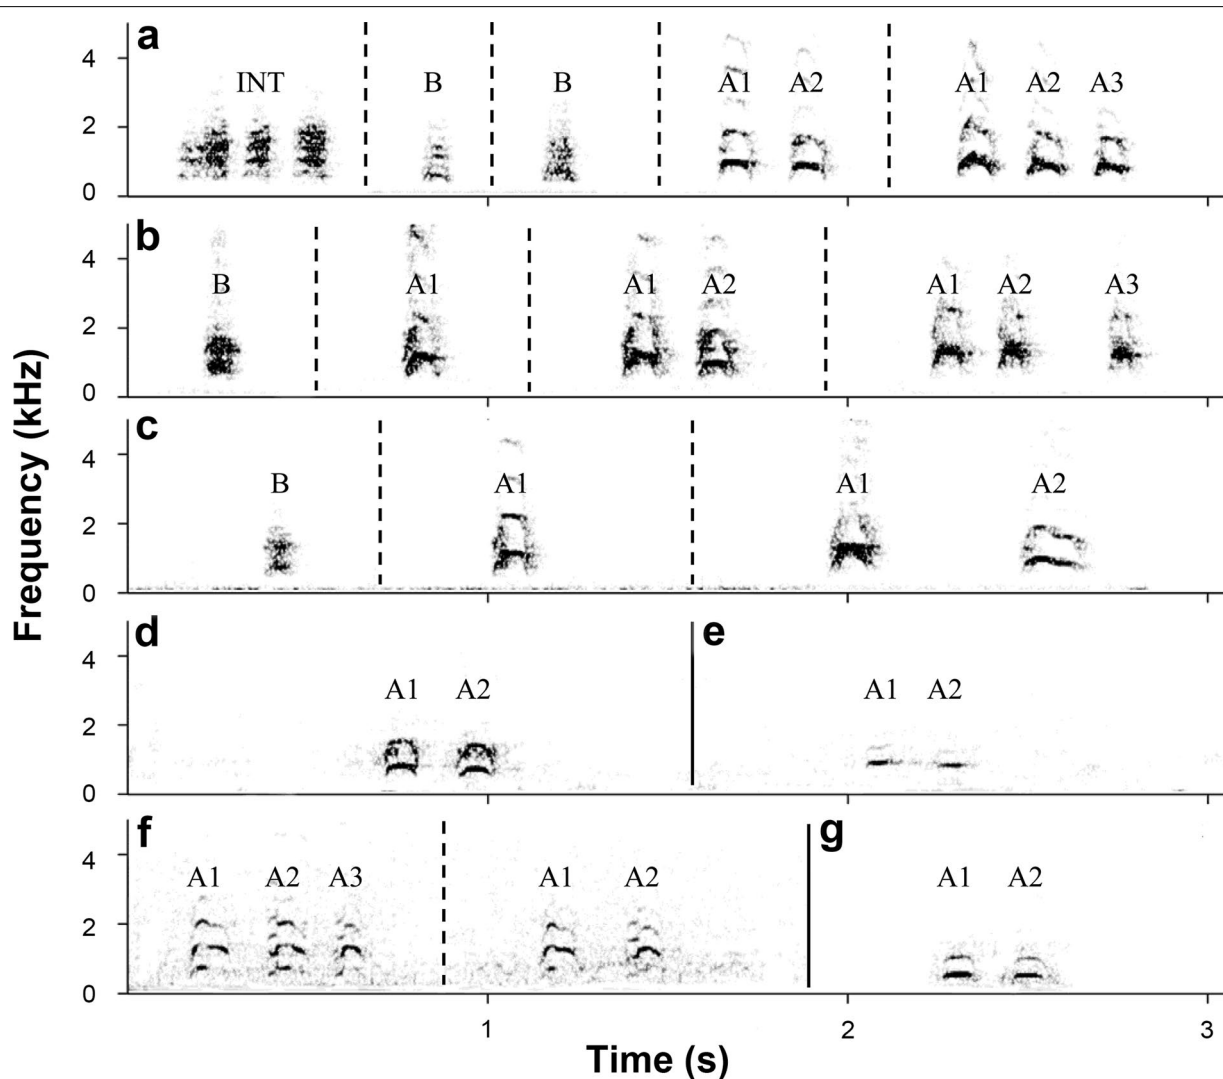 a
INT B B A1 A2 A1 A2 A3
4
2
0
b
B A1 A1 A2 A1 A2 A3
4
2
0
c
B A1 A1 A2
4
2
0
d e
A1 A2 A1 A2
4
2
0
f g
A1 A2 A3 A1 A2 A1 A2
4
2
0
1 2 3
Frequency (kHz)
Time (s)